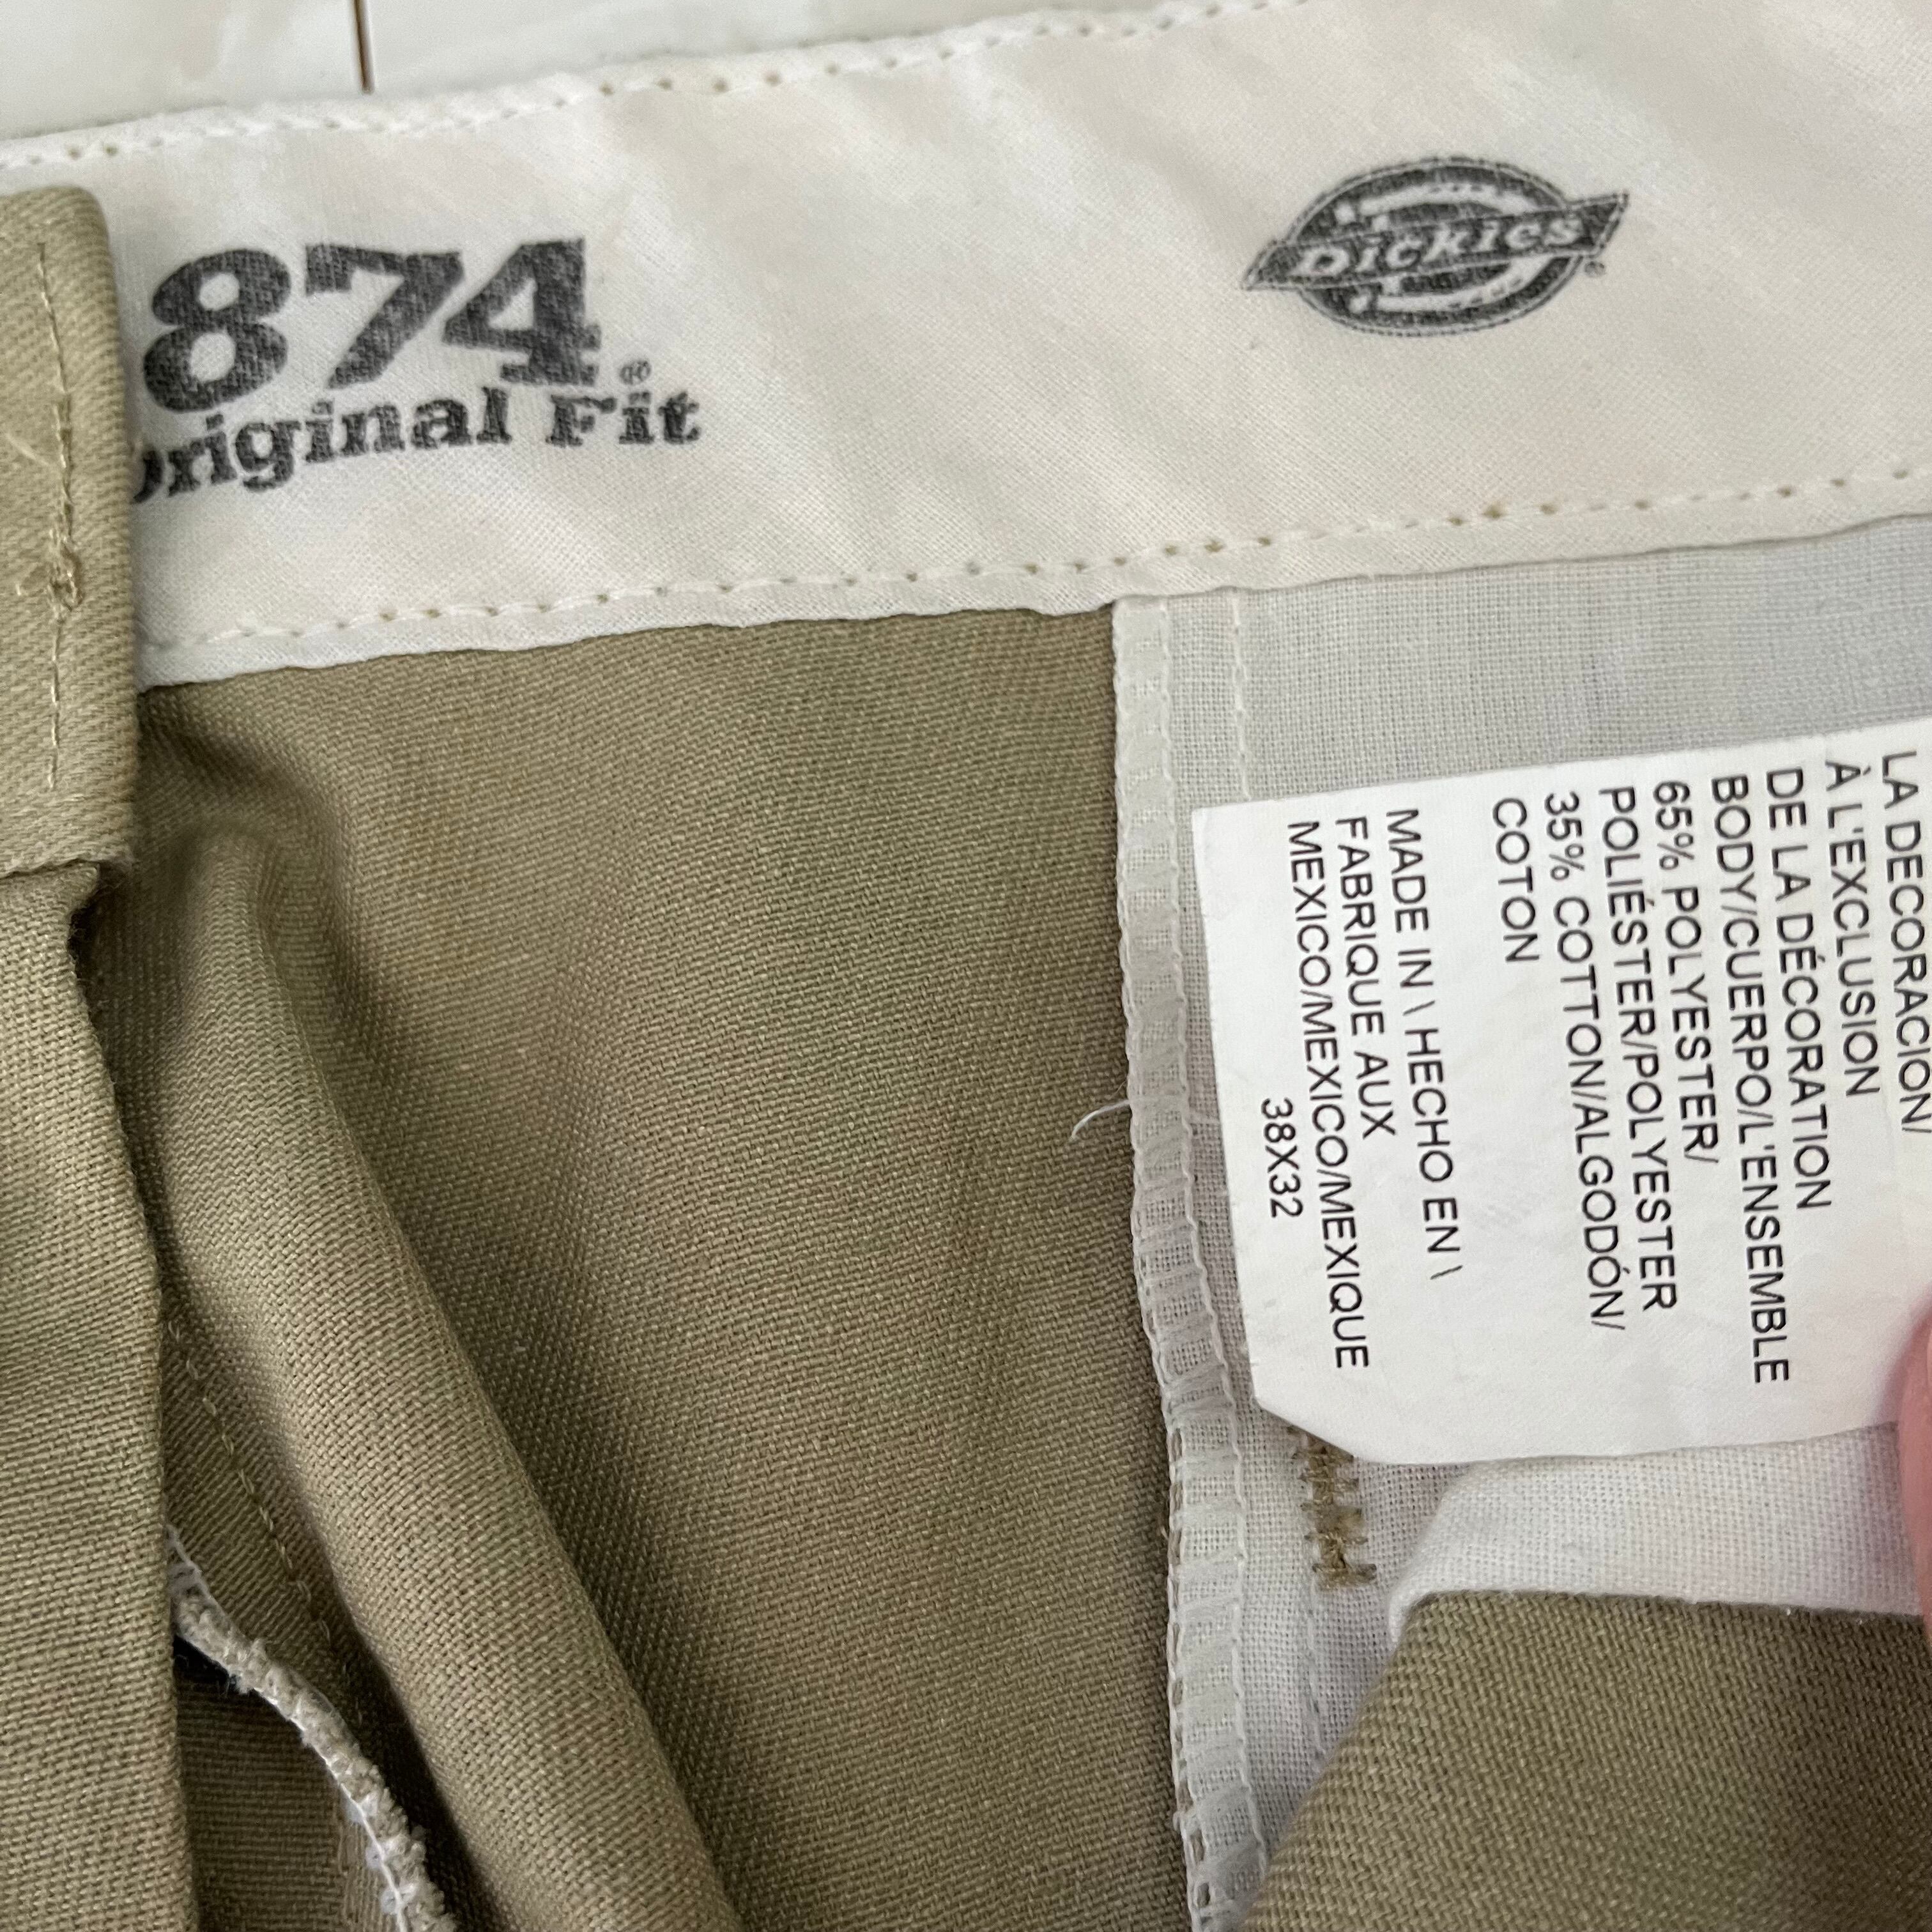 874®
Original Fit
Dickies®
LA DECORACIÓN/
À L'EXCLUSION
DE LA DÉCORATION
BODY/CUERPO/L'ENSEMBLE
65% POLYESTER/
POLIÉSTER/POLYESTER
35% COTTON/ALGODÓN/
COTON
MADE IN \ HECHO EN \
FABRIQUE AUX
MEXICO/MEXICO/MEXIQUE
38X32